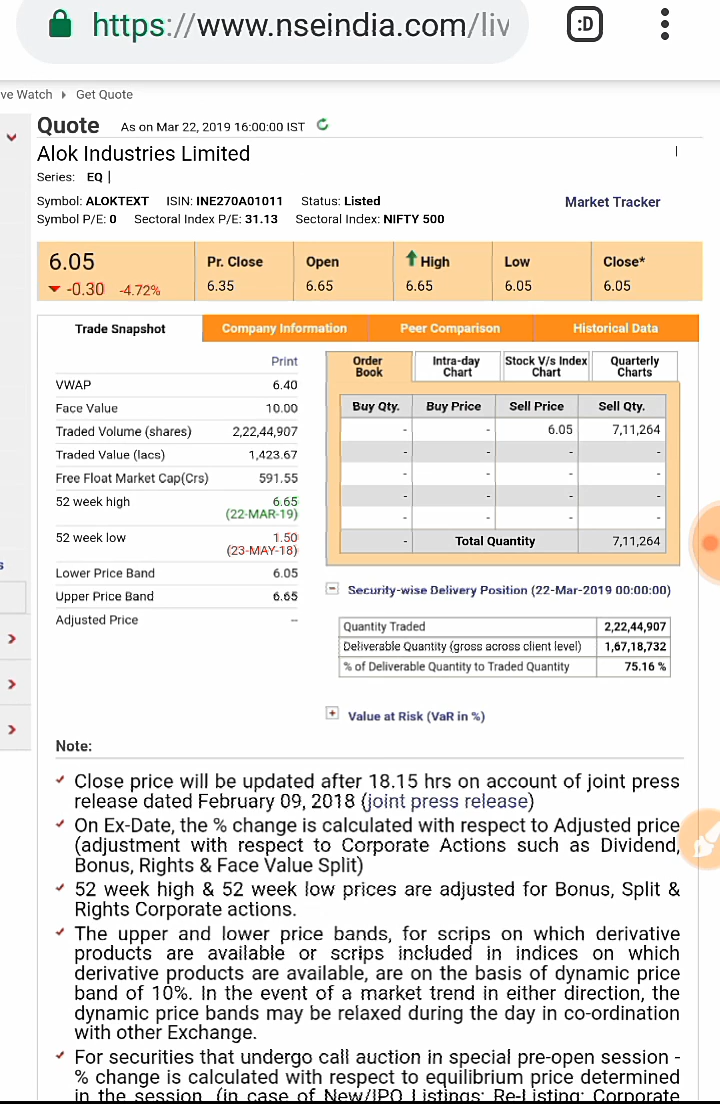 https://www.nseindia.com/liv
:D
ve Watch Get Quote
Quote As on Mar 22, 2019 16:00:00 IST
Alok Industries Limited
Series: EQ |
Symbol: ALOKTEXT ISIN: INE270A01011 Status: Listed
Market Tracker
Symbol P/E: 0 Sectoral Index P/E: 31.13 Sectoral Index: NIFTY 500
6.05 Pr. Close Open High Low Close*
-0.30 -4.72% 6.35 6.65 6.65 6.05 6.05
Trade Snapshot Company Information Peer Comparison Historical Data
Print
VWAP 6.40
Face Value 10.00
Traded Volume (shares) 2,22,44,907
Traded Value (lacs) 1,423.67
Free Float Market Cap(Crs) 591.55
52 week high 6.65
(22-MAR-19)
52 week low 1.50
(23-MAY-18)
Lower Price Band 6.05
Upper Price Band 6.65
Adjusted Price -
Order Intra-day Stock V/s Index Quarterly
Book Chart Chart Charts
Buy Qty. Buy Price Sell Price Sell Qty.
- - 6.05 7,11,264
- - - -
- - - -
- - - -
- - - -
- Total Quantity 7,11,264
Security-wise Delivery Position (22-Mar-2019 00:00:00)
Quantity Traded 2,22,44,907
Deliverable Quantity (gross across client level) 1,67,18,732
% of Deliverable Quantity to Traded Quantity 75.16 %
Value at Risk (VaR in %)
Note:
Close price will be updated after 18.15 hrs on account of joint press
release dated February 09, 2018 (joint press release)
On Ex-Date, the % change is calculated with respect to Adjusted price
(adjustment with respect to Corporate Actions such as Dividend,
Bonus, Rights & Face Value Split)
52 week high & 52 week low prices are adjusted for Bonus, Split &
Rights Corporate actions.
The upper and lower price bands, for scrips on which derivative
products are available or scrips included in indices on which
derivative products are available, are on the basis of dynamic price
band of 10%. In the event of a market trend in either direction, the
dynamic price bands may be relaxed during the day in co-ordination
with other Exchange.
For securities that undergo call auction in special pre-open session -
% change is calculated with respect to equilibrium price determined
in the session. (in case of New/IPO Listings; Re-Listing; Corporate